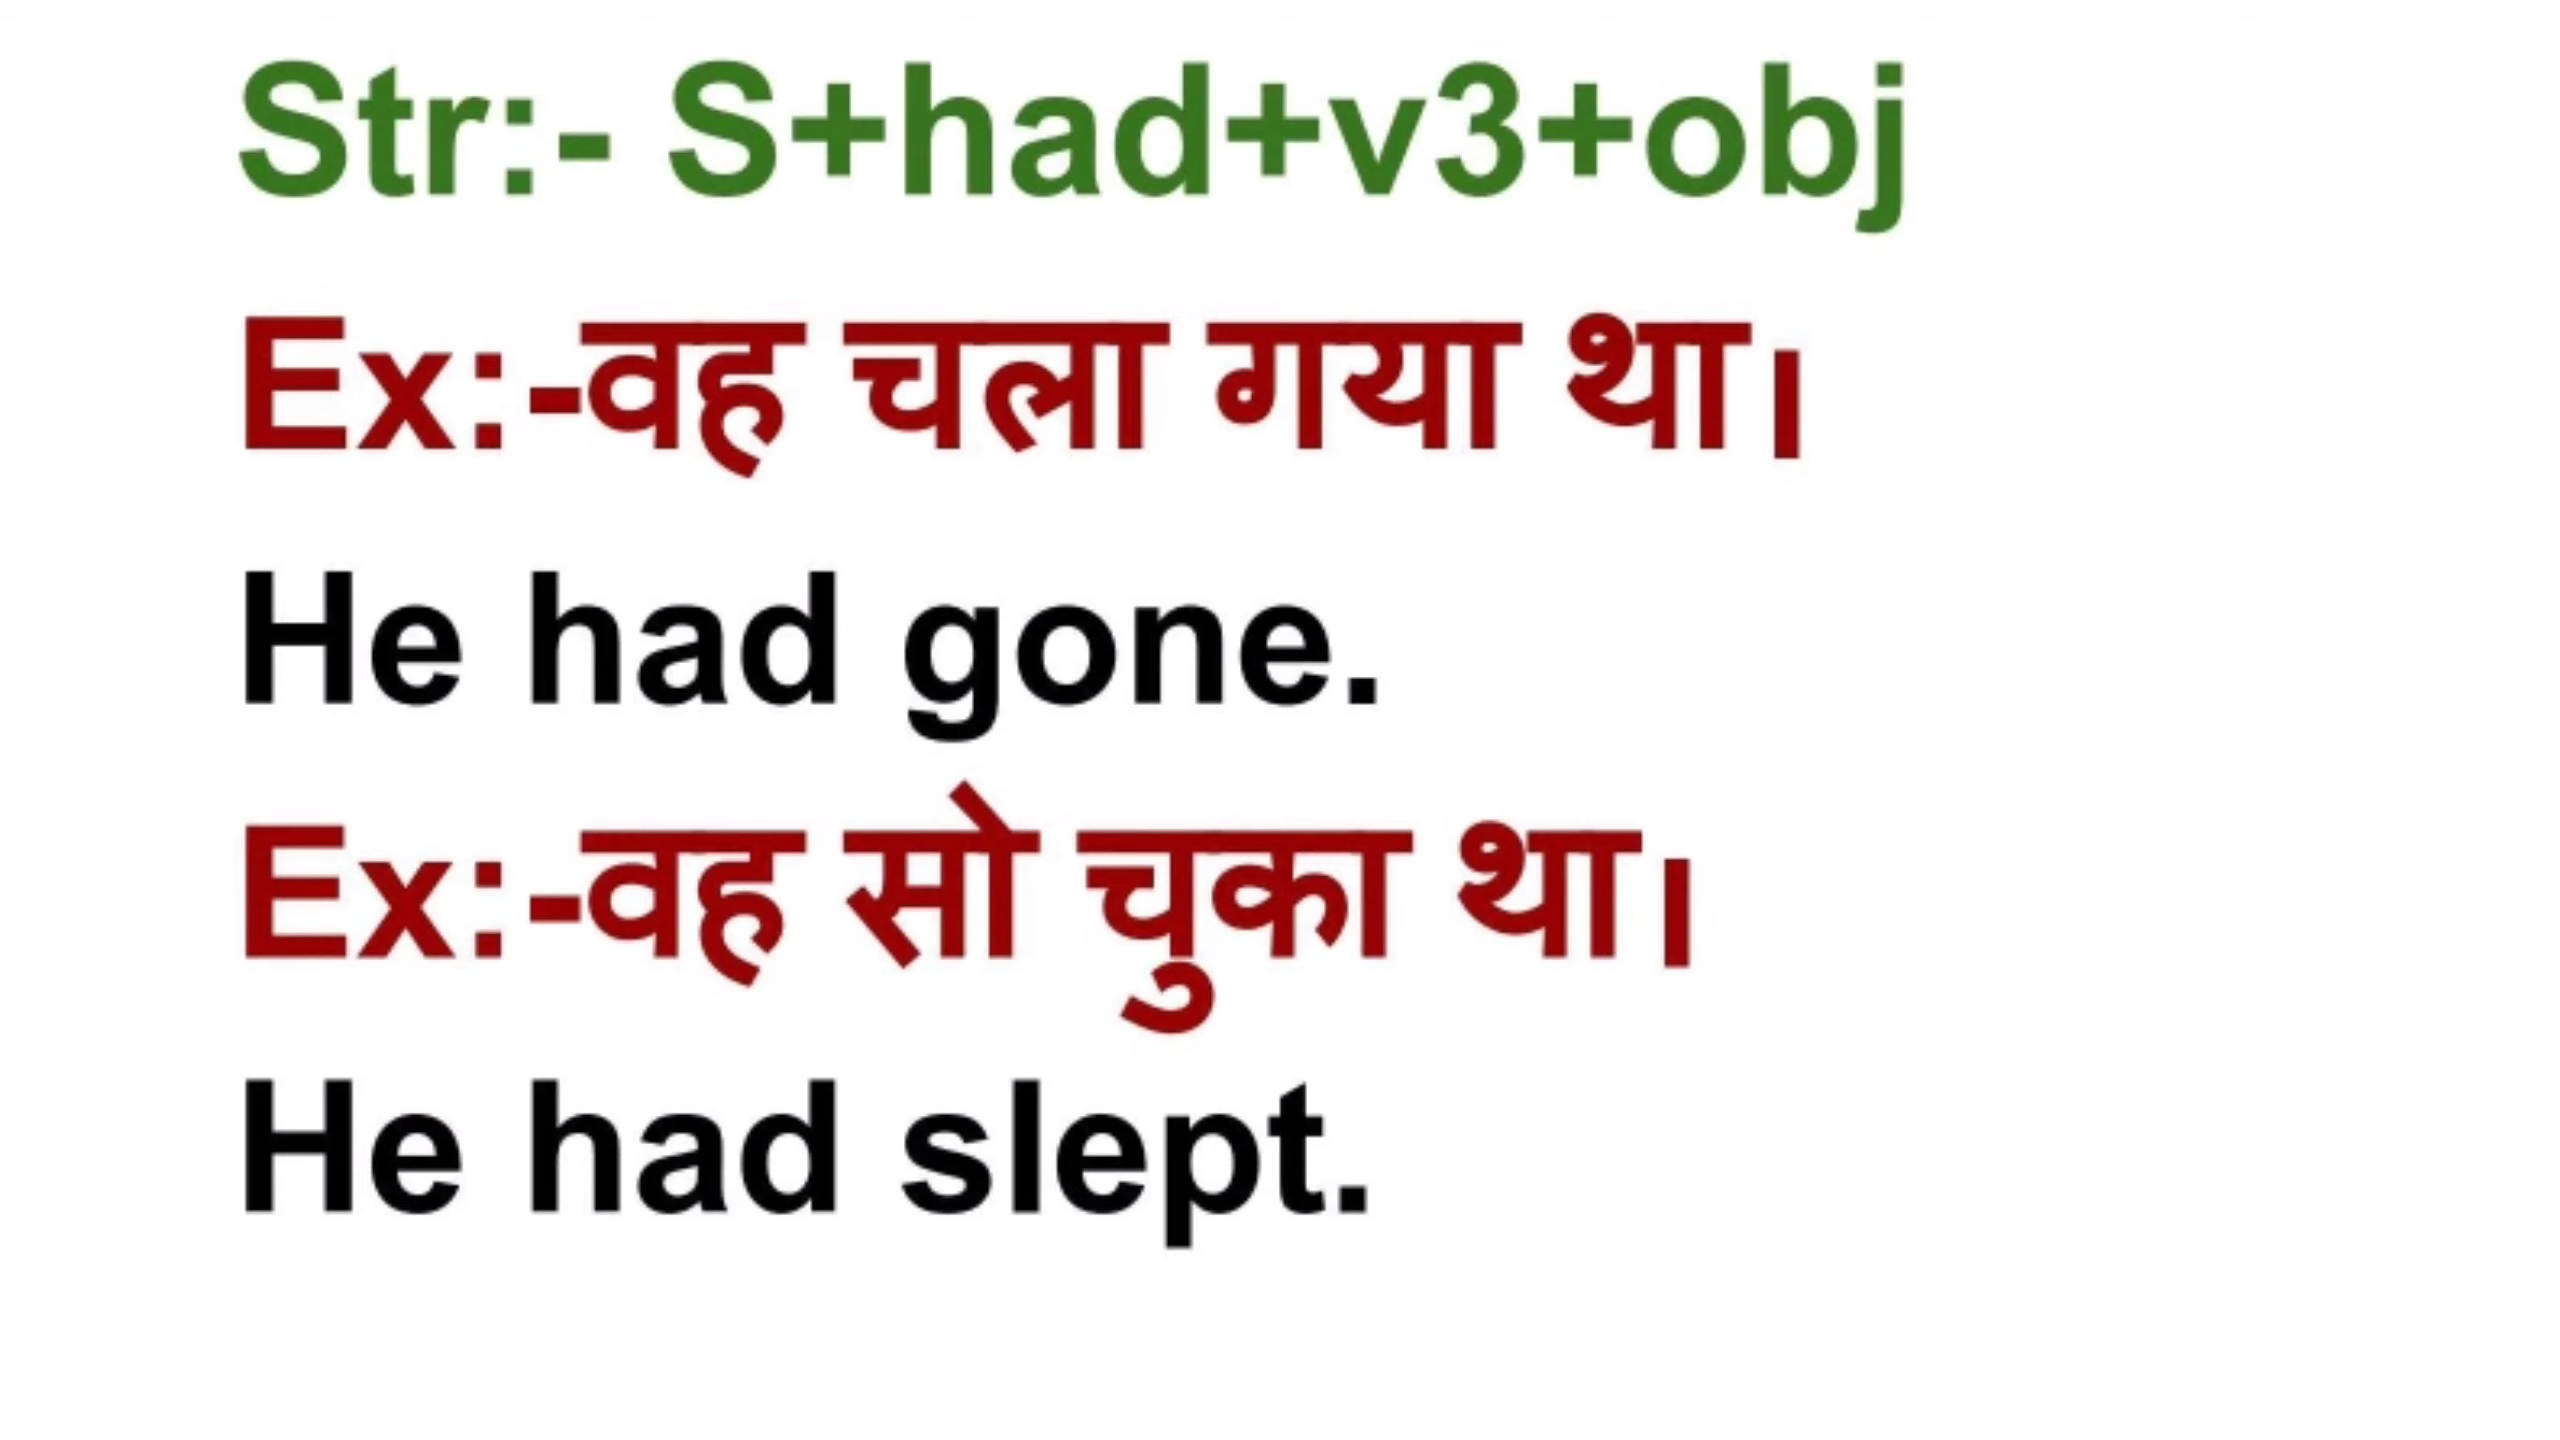 Str:- S+had+v3+obj
Ex:-वह चला गया था।
He had gone.
Ex:-वह सो चुका था।
He had slept.